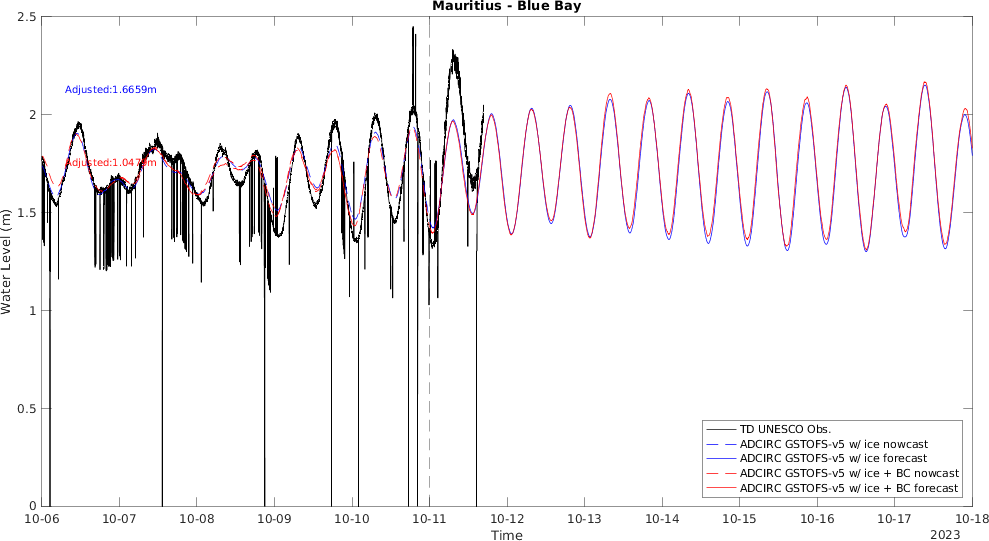 Mauritius - Blue Bay
2.5
2
1.5
1
0.5
0
Water Level (m)
Adjusted:1.6659m
Adjusted:1.0479m
TD UNESCO Obs.
ADCIRC GSTOFS-v5 w/ ice nowcast
ADCIRC GSTOFS-v5 w/ ice forecast
ADCIRC GSTOFS-v5 w/ ice + BC nowcast
ADCIRC GSTOFS-v5 w/ ice + BC forecast
10-06 10-07 10-08 10-09 10-10 10-11 10-12 10-13 10-14 10-15 10-16 10-17 10-18
Time
2023